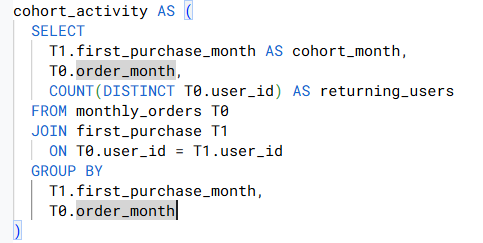 cohort_activity AS (
  SELECT
    T1.first_purchase_month AS cohort_month,
    T0.order_month,
    COUNT(DISTINCT T0.user_id) AS returning_users
  FROM monthly_orders T0
  JOIN first_purchase T1
    ON T0.user_id = T1.user_id
  GROUP BY
    T1.first_purchase_month,
    T0.order_month
)